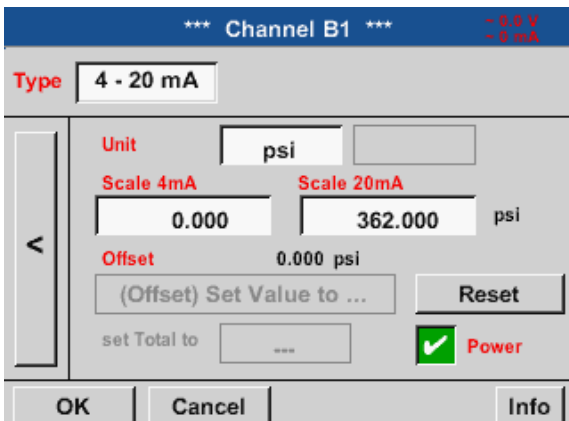 *** Channel B1 ***
~ 0.0 V
~ 0 mA
Type 4 - 20 mA
Unit psi
Scale 4mA Scale 20mA
0.000 362.000 psi
<
Offset 0.000 psi
(Offset) Set Value to ... Reset
set Total to --- Power
OK Cancel Info